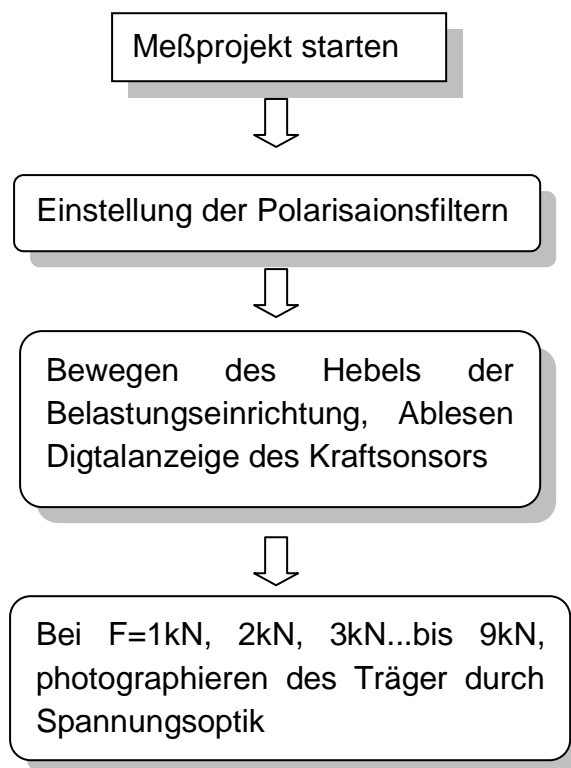 Meßprojekt starten
Einstellung der Polarisaionsfiltern
Bewegen des Hebels der
Belastungseinrichtung, Ablesen
Digtalanzeige des Kraftsonsors
Bei F=1kN, 2kN, 3kN...bis 9kN,
photographieren des Träger durch
Spannungsoptik